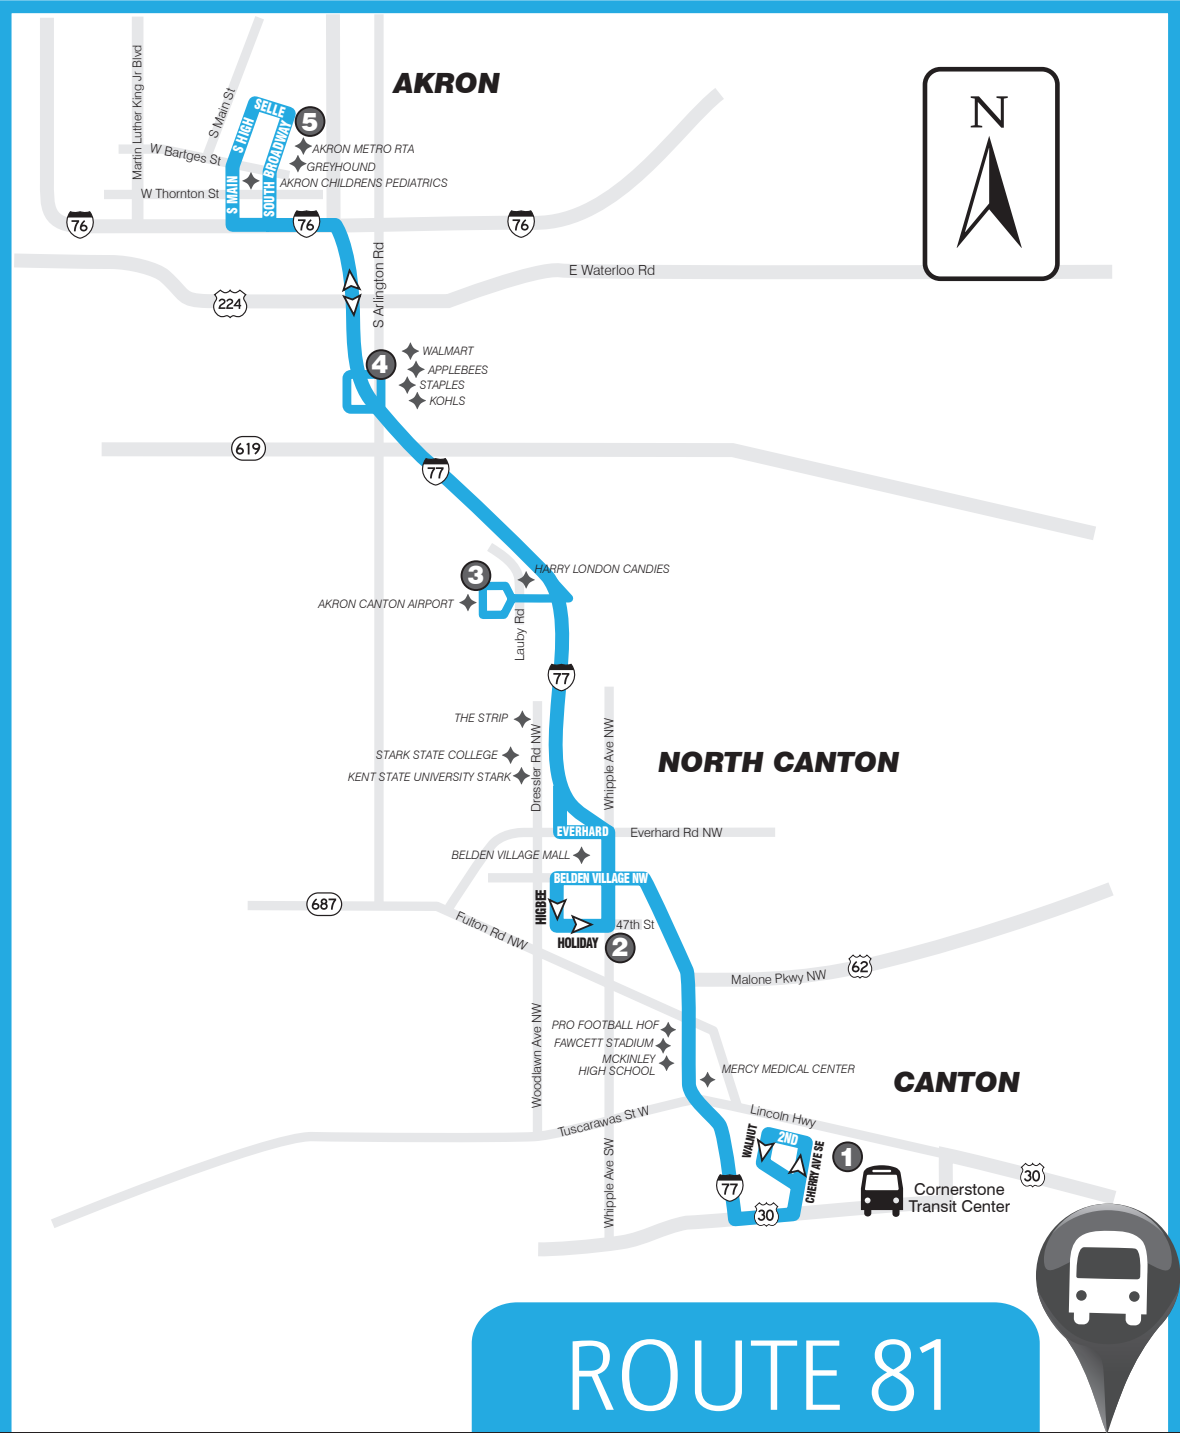 AKRON
N
Martin Luther King Jr Blvd
S Main St
SELLE
5
S HIGH
SOUTH BROADWAY
AKRON METRO RTA
W Bartges St
GREYHOUND
AKRON CHILDRENS PEDIATRICS
W Thornton St
S MAIN
76
76
76
S Arlington Rd
E Waterloo Rd
224
4
WALMART
APPLEBEES
STAPLES
KOHLS
619
77
3
HARRY LONDON CANDIES
AKRON CANTON AIRPORT
Lauby Rd
77
THE STRIP
STARK STATE COLLEGE
KENT STATE UNIVERSITY STARK
Dressler Rd NW
Whipple Ave NW
NORTH CANTON
EVERHARD
Everhard Rd NW
BELDEN VILLAGE MALL
BELDEN VILLAGE NW
HIGBEE
687
Fulton Rd NW
HOLIDAY
47th St
2
62
Malone Pkwy NW
PRO FOOTBALL HOF
FAWCETT STADIUM
MCKINLEY
HIGH SCHOOL
MERCY MEDICAL CENTER
CANTON
Woodlawn Ave NW
Tuscarawas St W
Lincoln Hwy
WALNUT
2ND
CHERRY AVE SE
1
Whipple Ave SW
77
30
30
Cornerstone
Transit Center
ROUTE 81